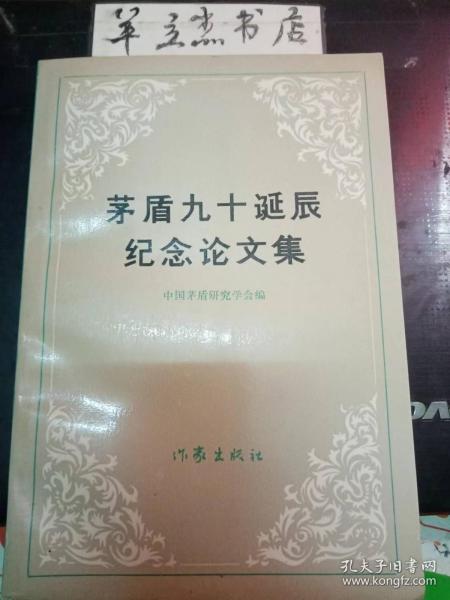 羊立杰书店
茅盾九十诞辰
纪念论文集
中国茅盾研究学会编
作家出版社
孔夫子旧书网
www.kongfz.com